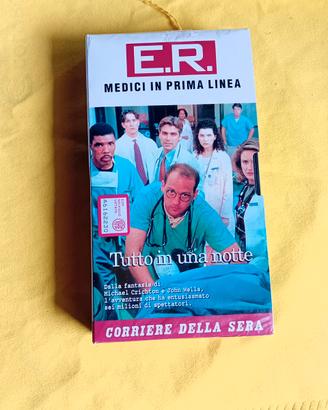 E.R.
MEDICI IN PRIMA LINEA
A6162230
Tutto in una notte
Dalla fantasia di
Michael Crichton e John Wells,
l'avventura che ha entusiasmato
sei milioni di spettatori.
CORRIERE DELLA SERA